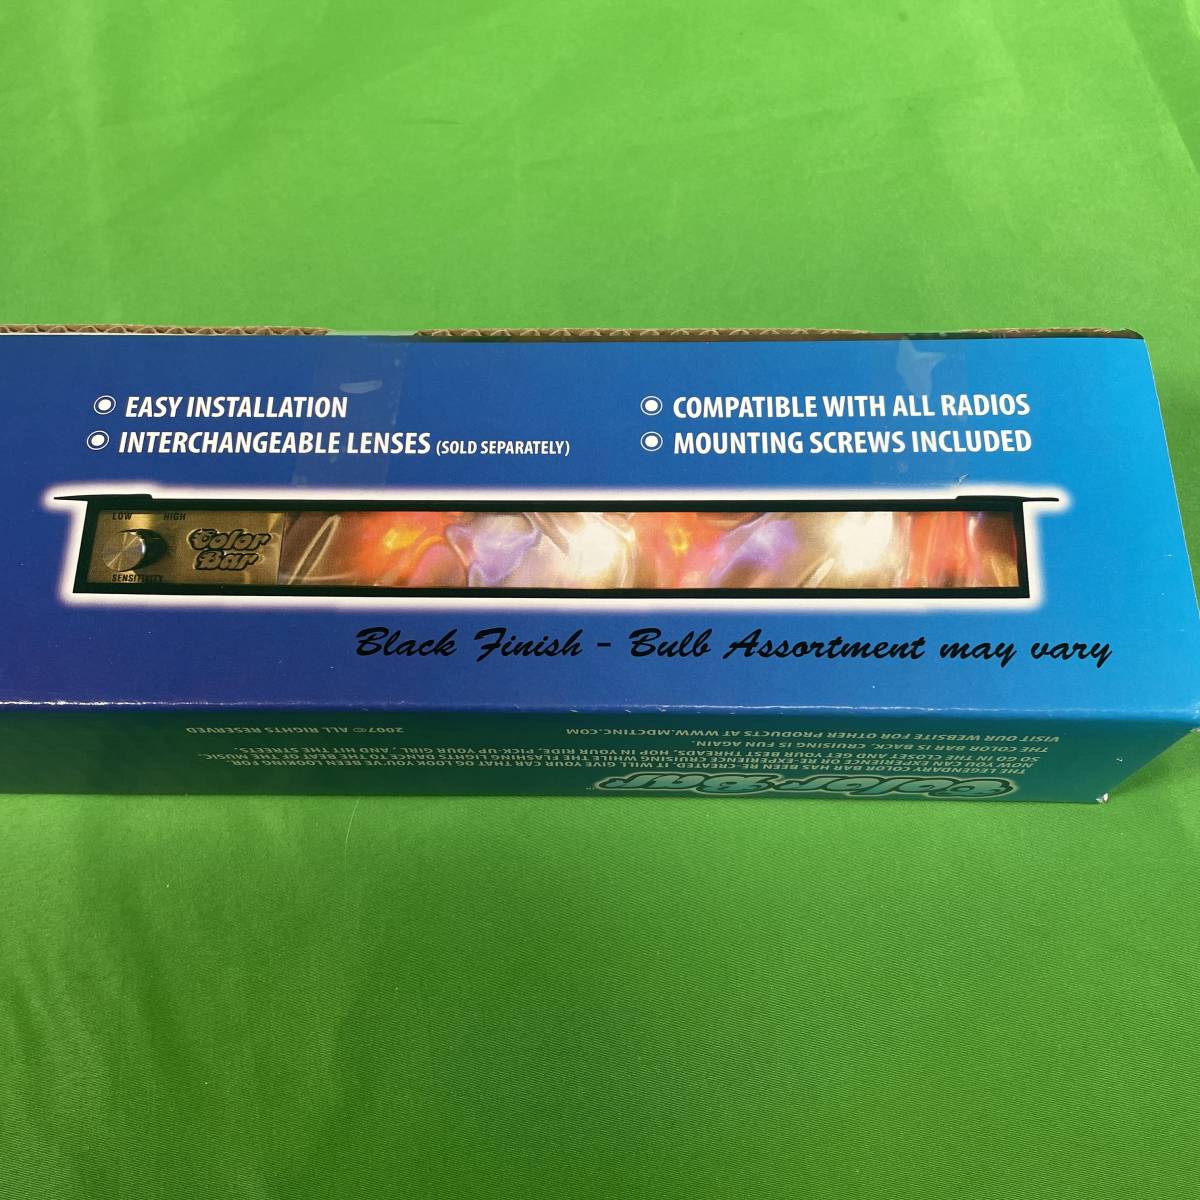 EASY INSTALLATION
INTERCHANGEABLE LENSES (SOLD SEPARATELY)
COMPATIBLE WITH ALL RADIOS
MOUNTING SCREWS INCLUDED
LOW HIGH
Color
Bar
SENSITIVITY
Black Finish - Bulb Assortment may vary
Color Bar
THE LEGENDARY COLOR BAR HAS BEEN RE-CREATED. IT WILL GIVE YOUR CAR THAT OG LOOK YOU'VE BEEN LOOKING FOR.
NOW YOU CAN EXPERIENCE OR RE-EXPERIENCE CRUISING WHILE THE FLASHING LIGHTS DANCE TO THE BEAT OF THE MUSIC.
SO GO IN THE CLOSET AND GET YOUR BEST THREADS, HOP IN YOUR RIDE, PICK-UP YOUR GIRL, AND HIT THE STREETS.
THE COLOR BAR IS BACK, CRUISING IS FUN AGAIN.
VISIT OUR WEBSITE FOR OTHER PRODUCTS AT WWW.MDCTINC.COM
2007 © ALL RIGHTS RESERVED